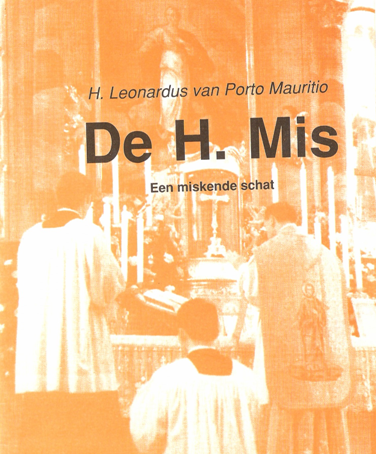 H. Leonardus van Porto Mauritio
De H. Mis
Een miskende schat